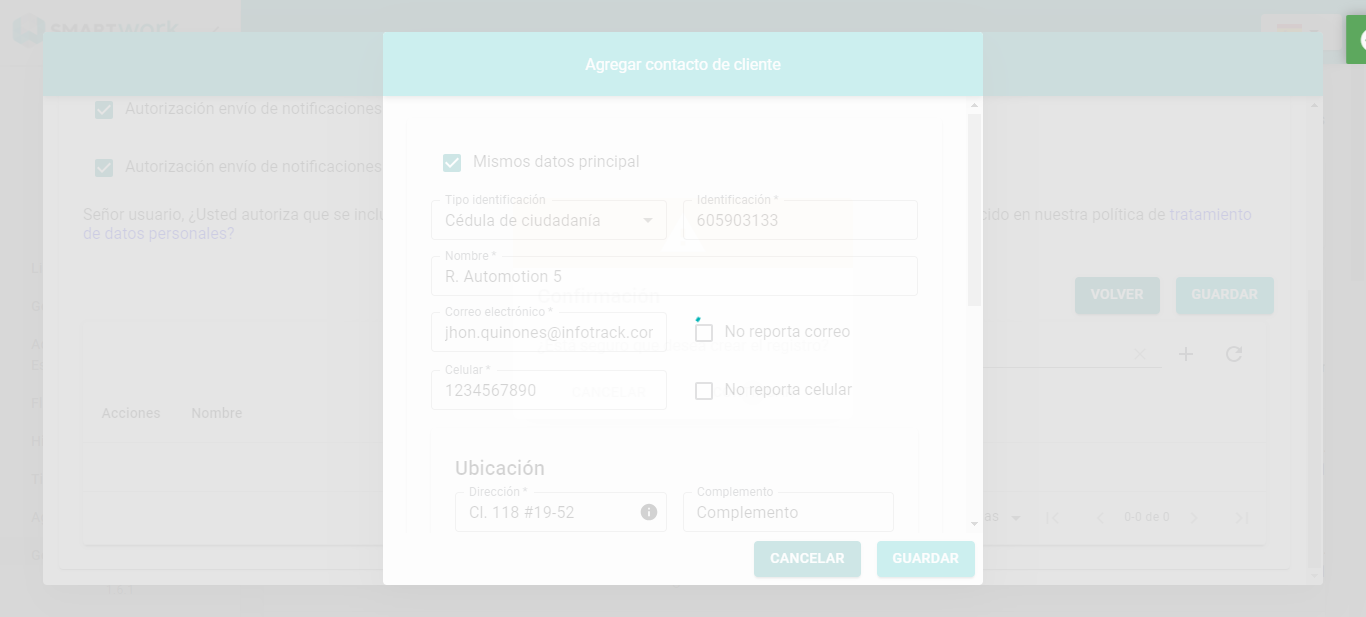 SMARTWORK
Agregar contacto de cliente
Autorización envío de notificaciones
Mismos datos principal
Autorización envío de notificaciones
Tipo identificación
Identificación *
Cédula de ciudadanía
605903133
Señor usuario, ¿Usted autoriza que se
cido en nuestra política de tratamiento
de datos personales?
Nombre *
R. Automotion 5
VOLVER
GUARDAR
Confirmación
Correo electrónico *
jhon.quinones@infotrack.cor
No reporta correo
Celular *
1234567890
CANCELAR
No reporta celular
Acciones
Nombre
Ubicación
Dirección *
Complemento
Cl. 118 #19-52
Complemento
as
0-0 de 0
CANCELAR
GUARDAR